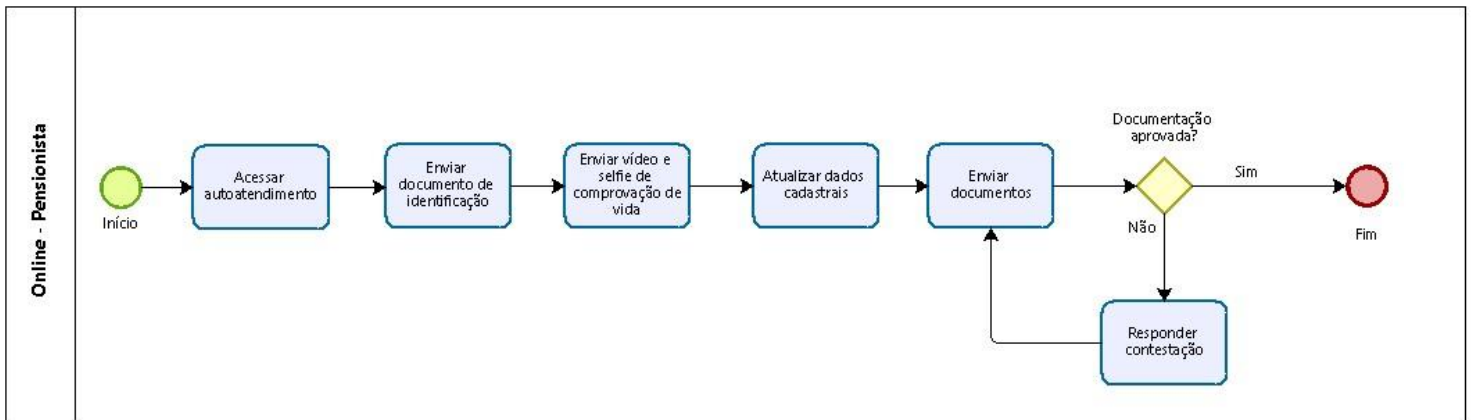 Online - Pensionista
Início
Acessar
autoatendimento
Enviar
documento de
identificação
Enviar vídeo e
selfie de
comprovação de
vida
Atualizar dados
cadastrais
Enviar
documentos
Documentação
aprovada?
Sim
Não
Fim
Responder
contestação